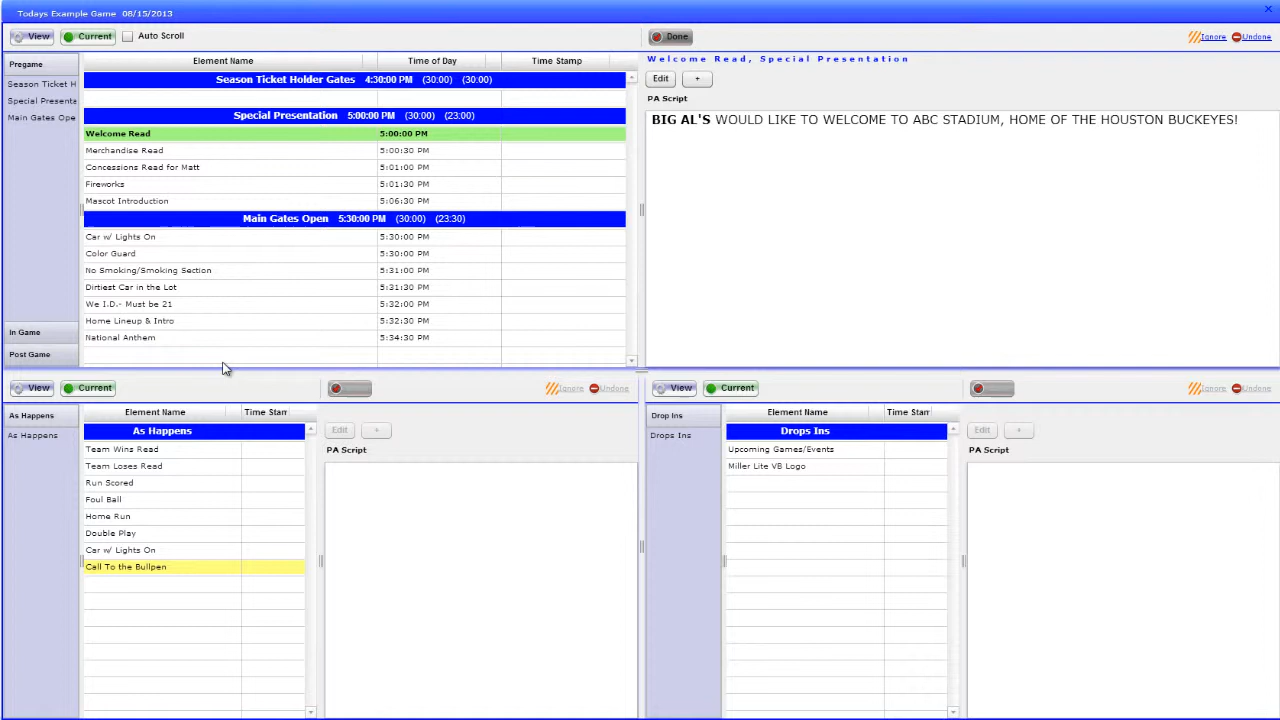 Todays Example Game 08/15/2013
View Current Auto Scroll
Done Ignore Undone
Pregame
Season Ticket H
Special Presenta
Main Gates Ope
In Game
Post Game
Element Name Time of Day Time Stamp
Season Ticket Holder Gates 4:30:00 PM (30:00) (30:00)
Special Presentation 5:00:00 PM (30:00) (23:00)
Welcome Read 5:00:00 PM
Merchandise Read 5:00:30 PM
Concessions Read for Matt 5:01:00 PM
Fireworks 5:01:30 PM
Mascot Introduction 5:06:30 PM
Main Gates Open 5:30:00 PM (30:00) (23:30)
Car w/ Lights On 5:30:00 PM
Color Guard 5:30:00 PM
No Smoking/Smoking Section 5:31:00 PM
Dirtiest Car in the Lot 5:31:30 PM
We I.D.- Must be 21 5:32:00 PM
Home Lineup & Intro 5:32:30 PM
National Anthem 5:34:30 PM
Welcome Read, Special Presentation
Edit +
PA Script
BIG AL'S WOULD LIKE TO WELCOME TO ABC STADIUM, HOME OF THE HOUSTON BUCKEYES!
View Current Ignore Undone
As Happens
As Happens
Element Name Time Stam
As Happens
Team Wins Read
Team Loses Read
Run Scored
Foul Ball
Home Run
Double Play
Car w/ Lights On
Call To the Bullpen
Edit +
PA Script
View Current Ignore Undone
Drop Ins
Drops Ins
Element Name Time Stam
Drops Ins
Upcoming Games/Events
Miller Lite VB Logo
Edit +
PA Script